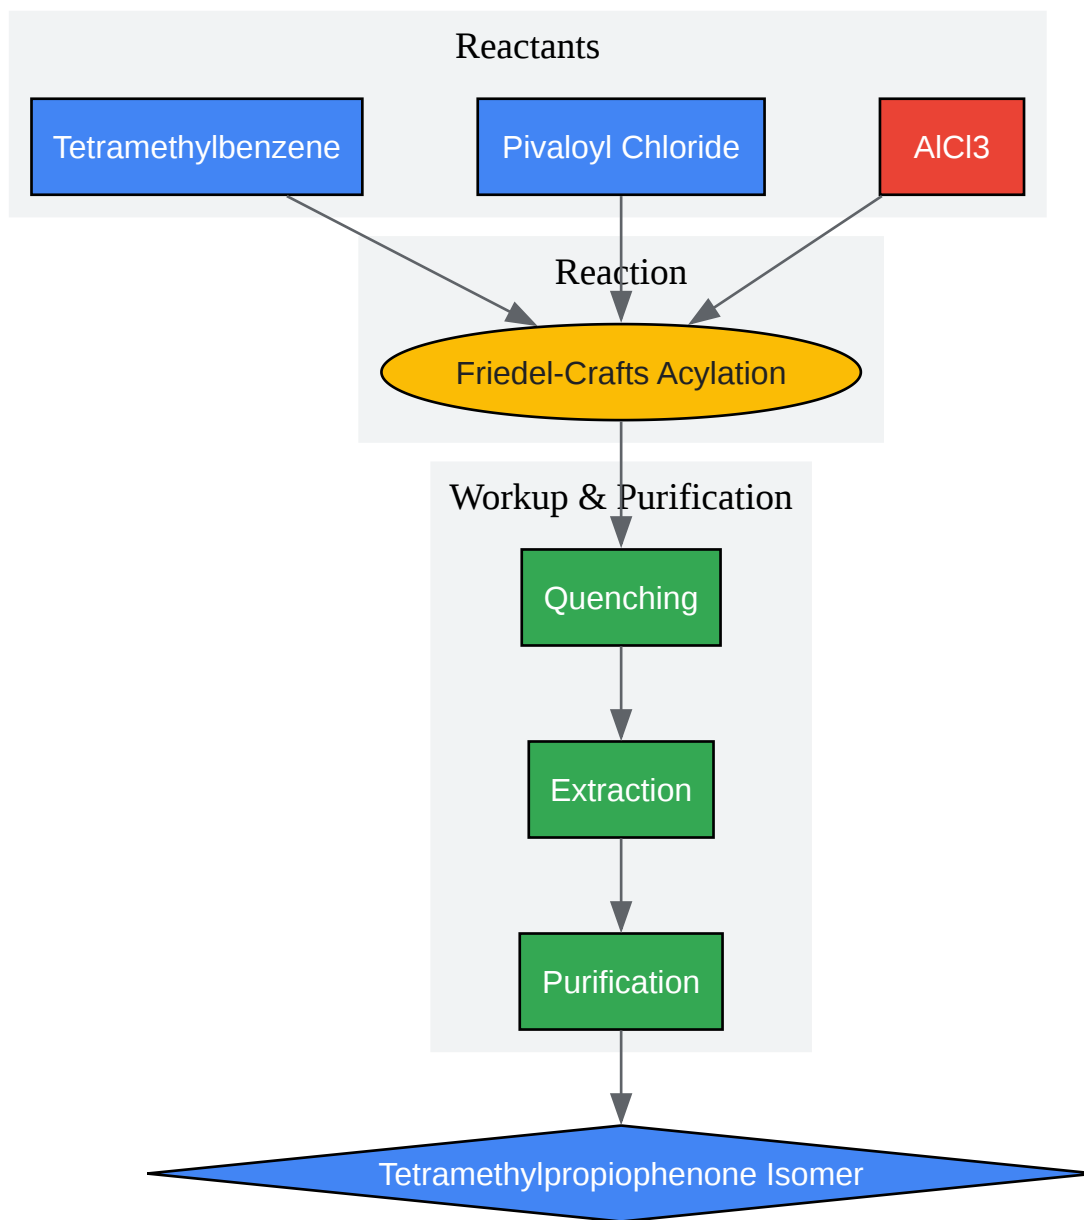 Reactants
Tetramethylbenzene
Pivaloyl Chloride
AlCl3
Reaction
Friedel-Crafts Acylation
Workup & Purification
Quenching
Extraction
Purification
Tetramethylpropiophenone Isomer